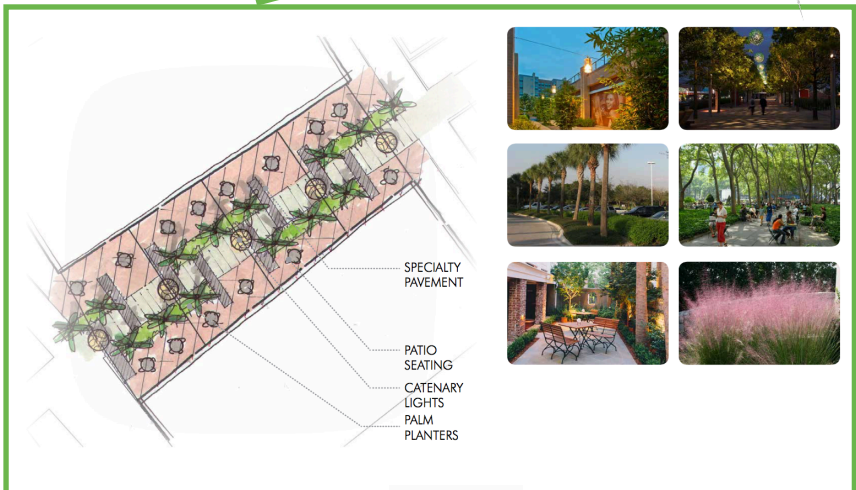 SPECIALTY
PAVEMENT
PATIO
SEATING
CATENARY
LIGHTS
PALM
PLANTERS